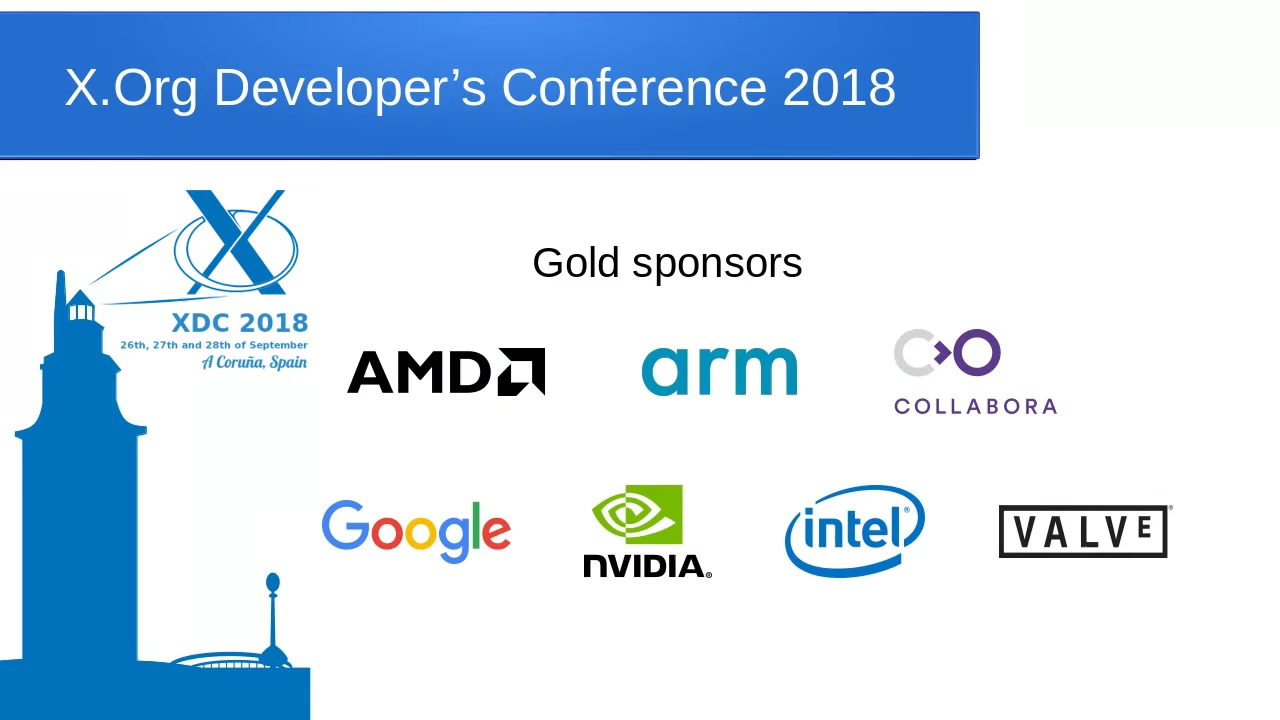 X.Org Developer’s Conference 2018
XDC 2018
26th, 27th and 28th of September
A Coruña, Spain
Gold sponsors
AMD
arm
COLLABORA
Google
NVIDIA®
intel®
VALVE®